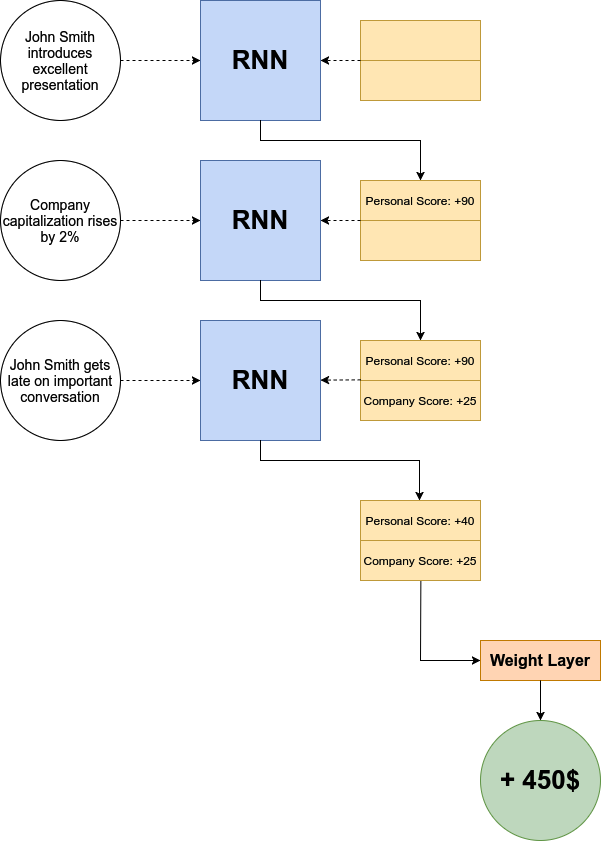 John Smith
introduces
excellent
presentation
RNN
Company
capitalization rises
by 2%
RNN
Personal Score: +90
John Smith gets
late on important
conversation
RNN
Personal Score: +90
Company Score: +25
Personal Score: +40
Company Score: +25
Weight Layer
+ 450$